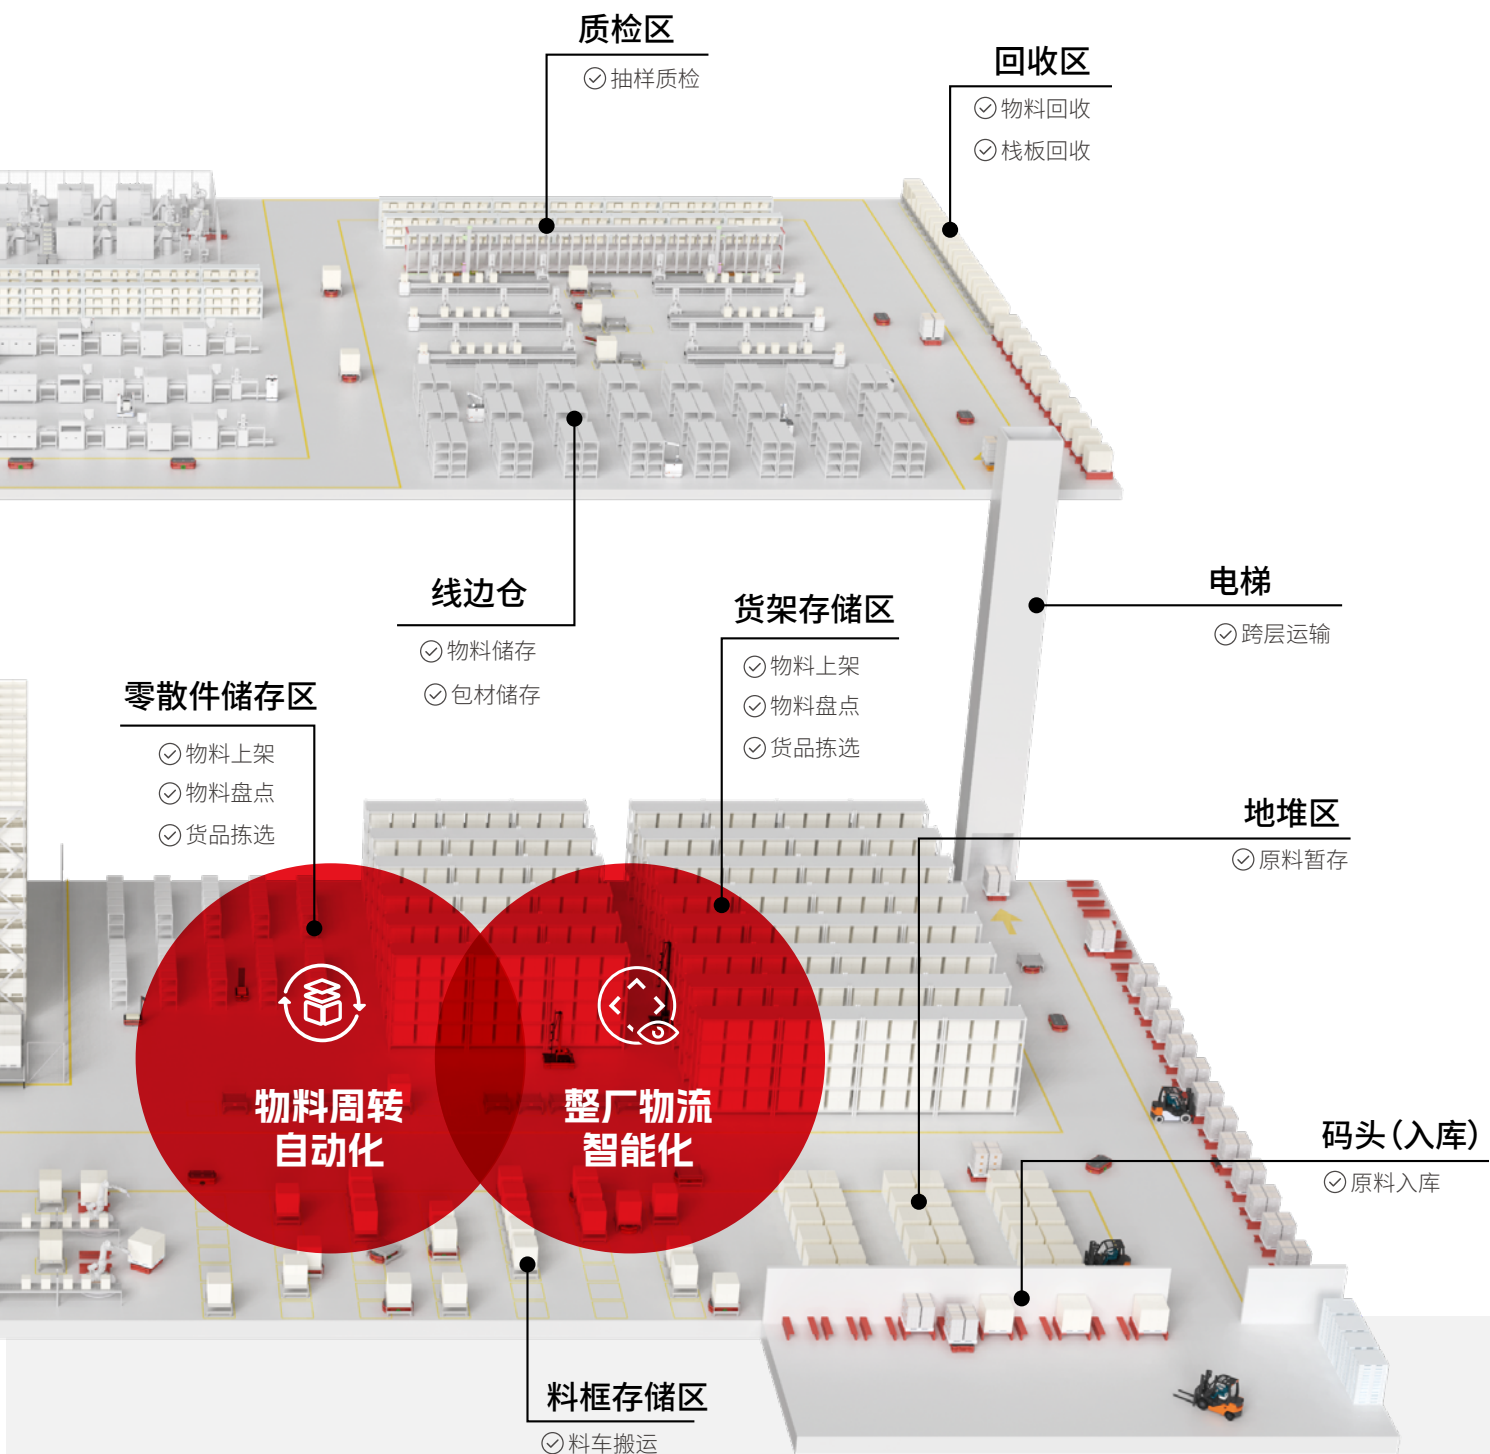 质检区
抽样质检
回收区
物料回收
栈板回收
线边仓
物料储存
包材储存
货架存储区
物料上架
物料盘点
货品拣选
电梯
跨层运输
零散件储存区
物料上架
物料盘点
货品拣选
地堆区
原料暂存
物料周转
自动化
整厂物流
智能化
码头(入库)
原料入库
料框存储区
料车搬运